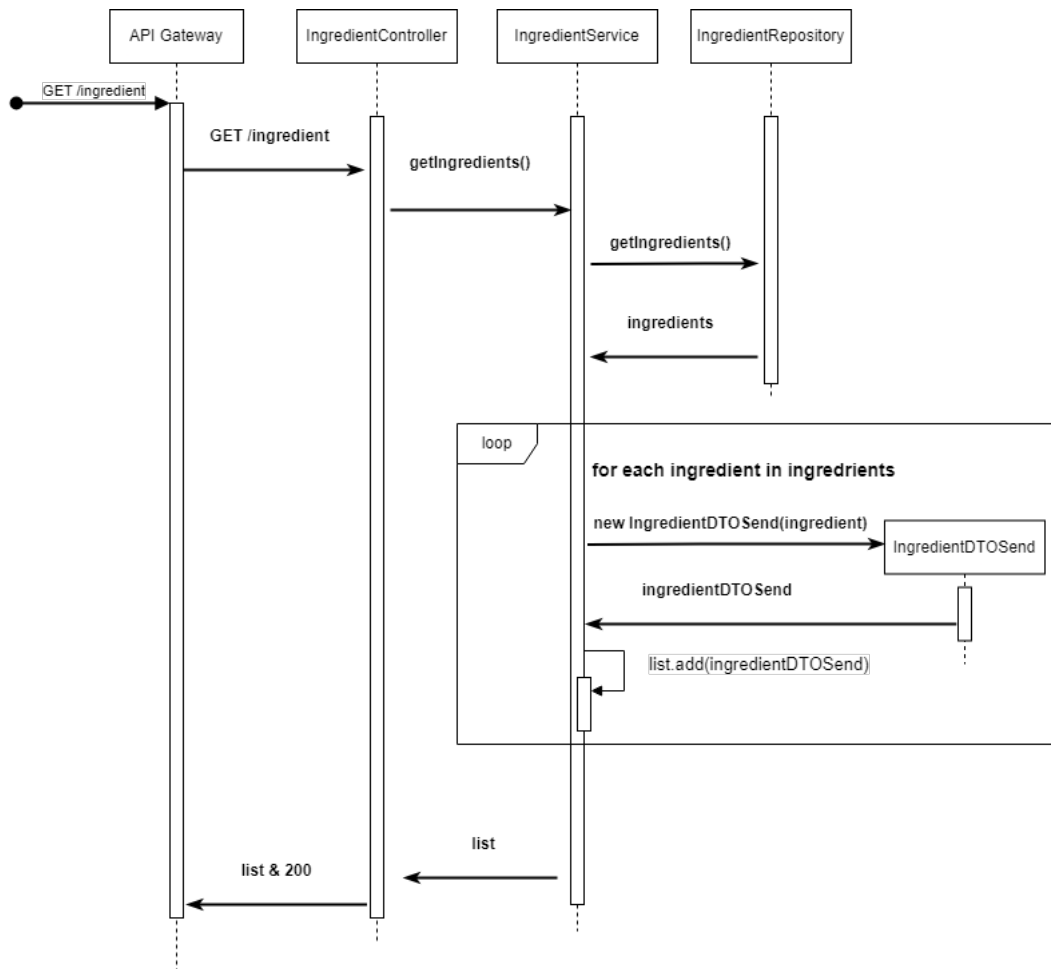 API Gateway
IngredientController
IngredientService
IngredientRepository
GET /ingredient
GET /ingredient
getIngredients()
getIngredients()
ingredients
loop
for each ingredient in ingredrients
new IngredientDTOSend(ingredient)
IngredientDTOSend
ingredientDTOSend
list.add(ingredientDTOSend)
list
list & 200